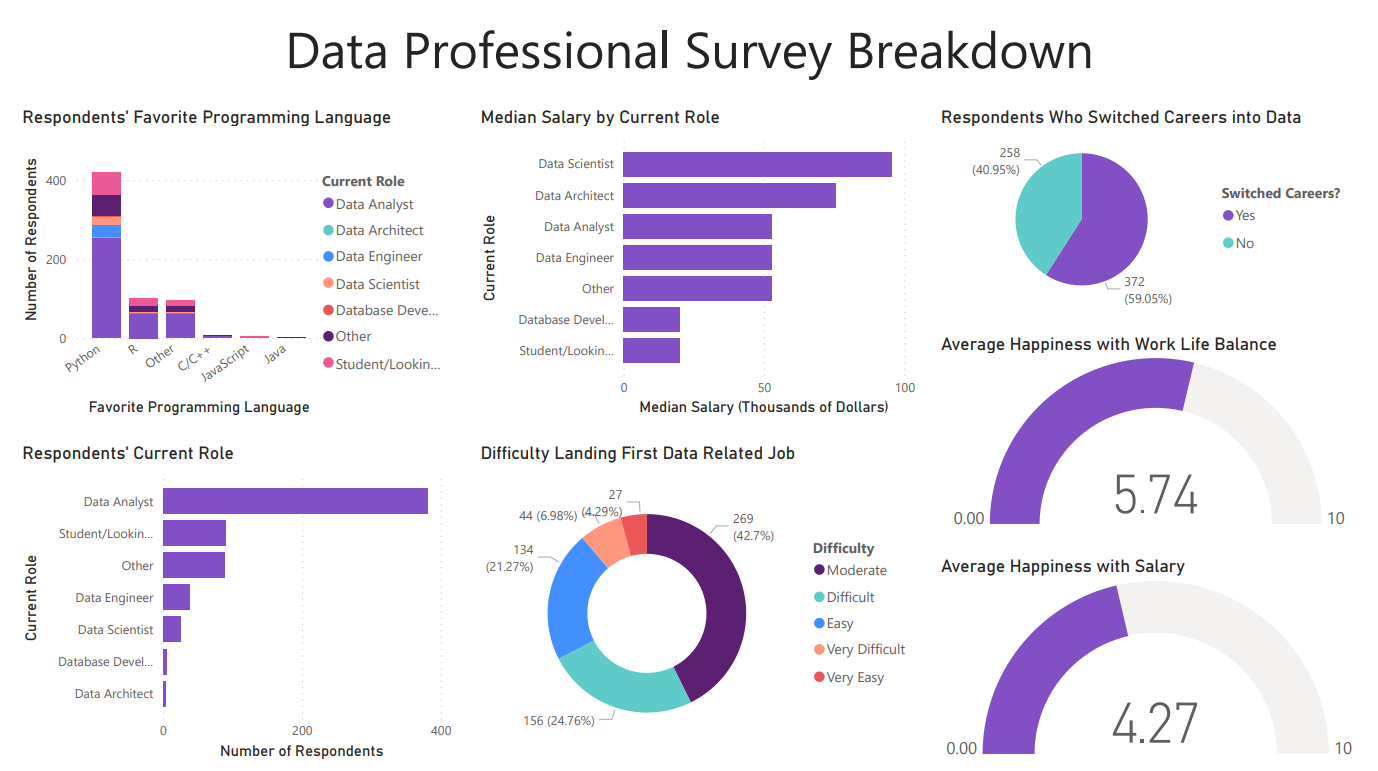 Data Professional Survey Breakdown
Respondents' Favorite Programming Language
Number of Respondents
400
200
0
Python
R
Other
C/C++
JavaScript
Java
Favorite Programming Language
Current Role
Data Analyst
Data Architect
Data Engineer
Data Scientist
Database Deve...
Other
Student/Lookin...
Median Salary by Current Role
Current Role
Data Scientist
Data Architect
Data Analyst
Data Engineer
Other
Database Devel...
Student/Lookin...
0
50
100
Median Salary (Thousands of Dollars)
Respondents Who Switched Careers into Data
258
(40.95%)
372
(59.05%)
Switched Careers?
Yes
No
Average Happiness with Work Life Balance
5.74
0.00
10
Respondents' Current Role
Current Role
Data Analyst
Student/Lookin...
Other
Data Engineer
Data Scientist
Database Devel...
Data Architect
0
200
400
Number of Respondents
Difficulty Landing First Data Related Job
27
(4.29%)
44 (6.98%)
134
(21.27%)
156 (24.76%)
269
(42.7%)
Difficulty
Moderate
Difficult
Easy
Very Difficult
Very Easy
Average Happiness with Salary
4.27
0.00
10